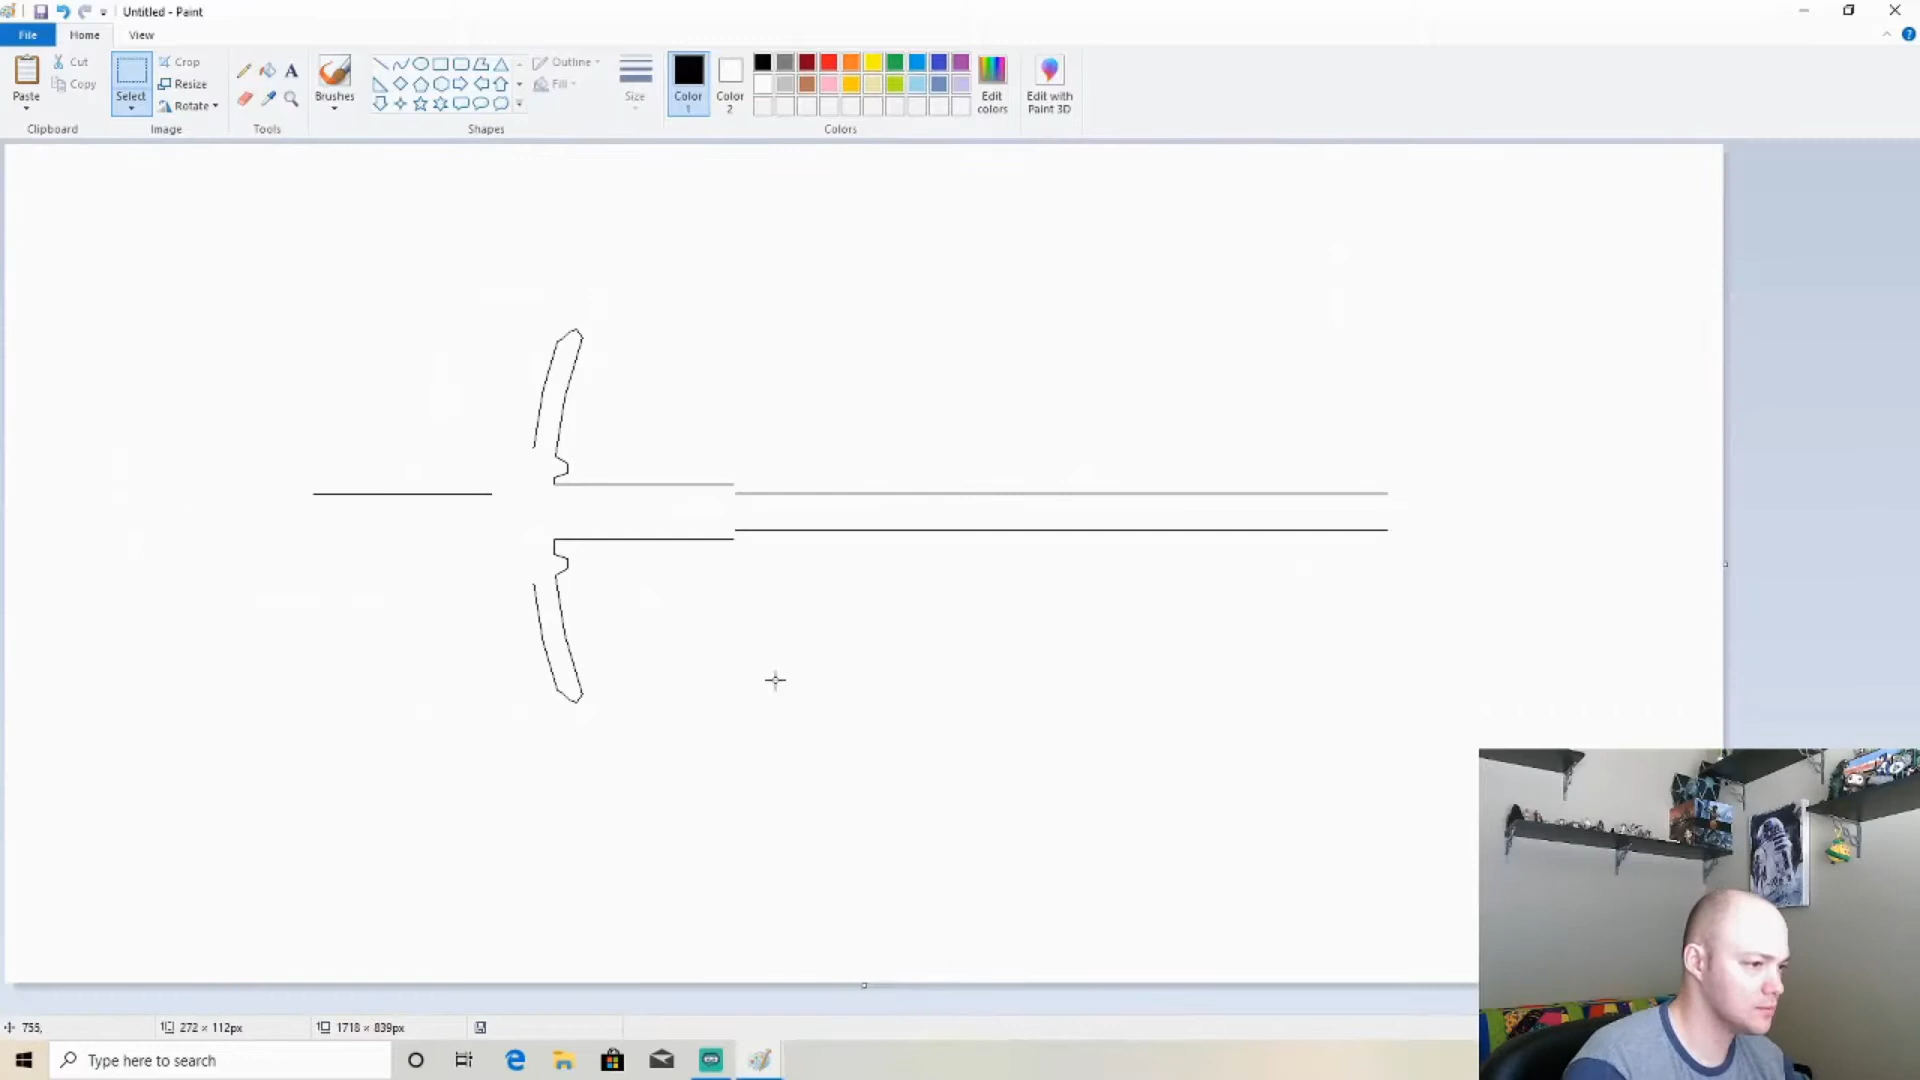 Untitled - Paint
File Home View
Paste
Cut
Copy
Clipboard
Select
Crop
Resize
Rotate
Image
A
Tools
Brushes
Outline
Fill
Shapes
Size
Color 1
Color 2
Edit colors
Colors
Edit with Paint 3D
755,
272 × 112px
1718 × 839px
Type here to search